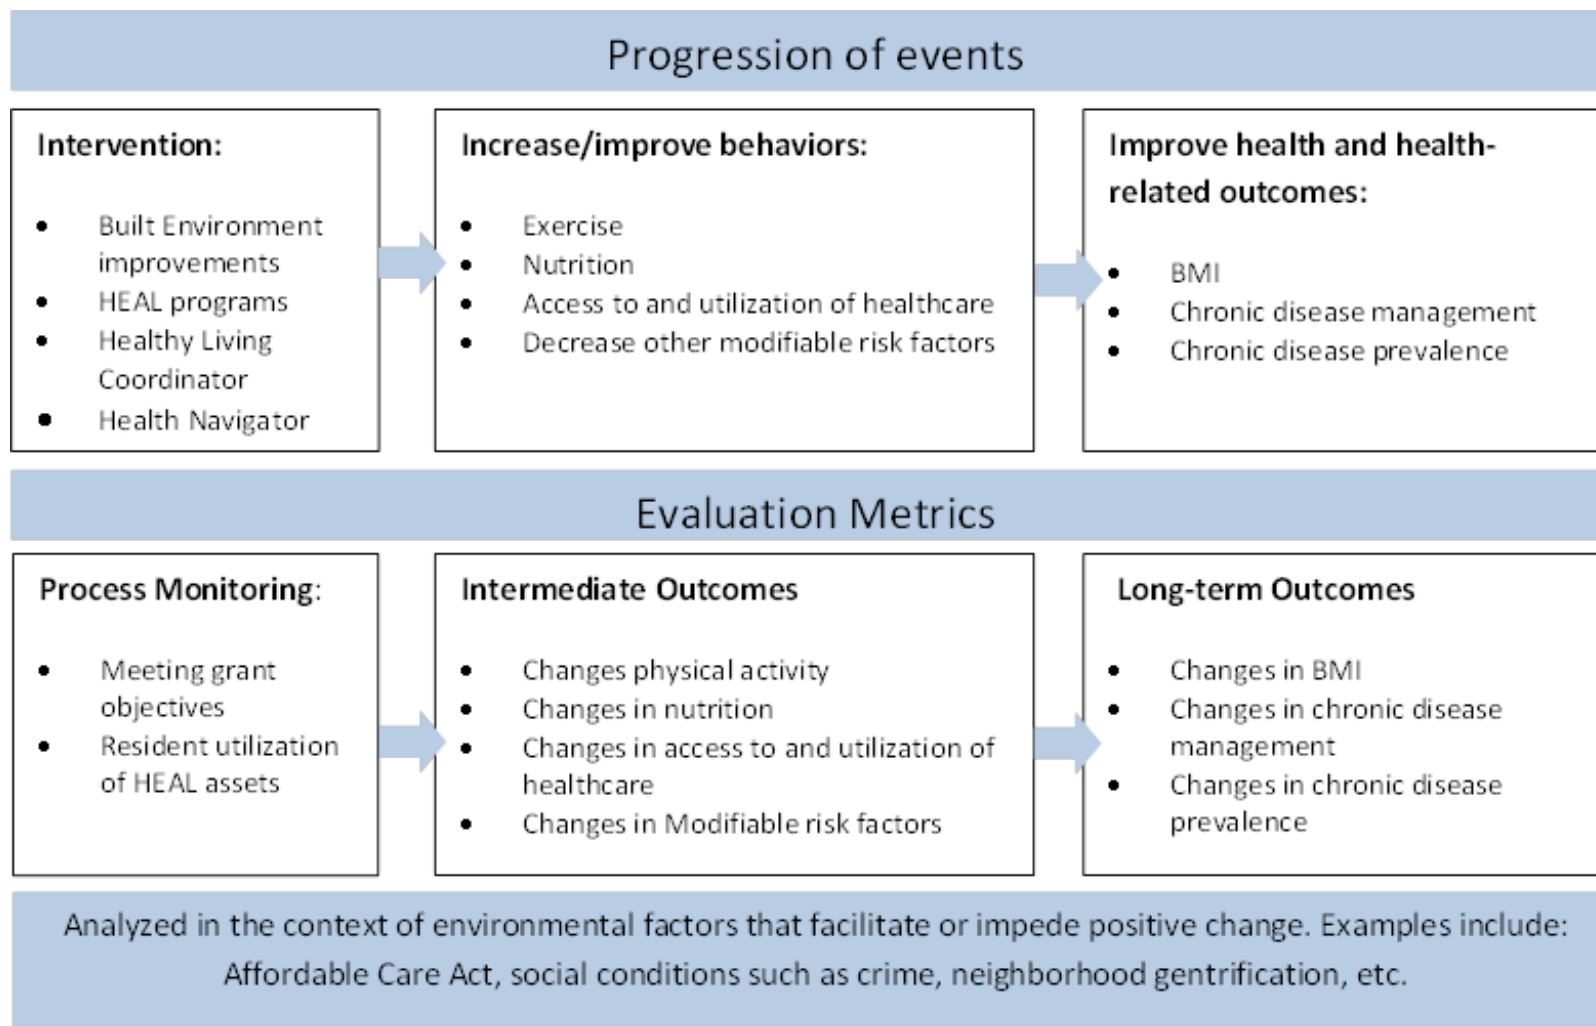 Progression of events
Intervention:
• Built Environment
improvements
• HEAL programs
• Healthy Living
Coordinator
• Health Navigator
Increase/improve behaviors:
• Exercise
• Nutrition
• Access to and utilization of healthcare
• Decrease other modifiable risk factors
Improve health and health-
related outcomes:
• BMI
• Chronic disease management
• Chronic disease prevalence
Evaluation Metrics
Process Monitoring:
• Meeting grant
objectives
• Resident utilization
of HEAL assets
Intermediate Outcomes
• Changes physical activity
• Changes in nutrition
• Changes in access to and utilization of
healthcare
• Changes in Modifiable risk factors
Long-term Outcomes
• Changes in BMI
• Changes in chronic disease
management
• Changes in chronic disease
prevalence
Analyzed in the context of environmental factors that facilitate or impede positive change. Examples include:
Affordable Care Act, social conditions such as crime, neighborhood gentrification, etc.